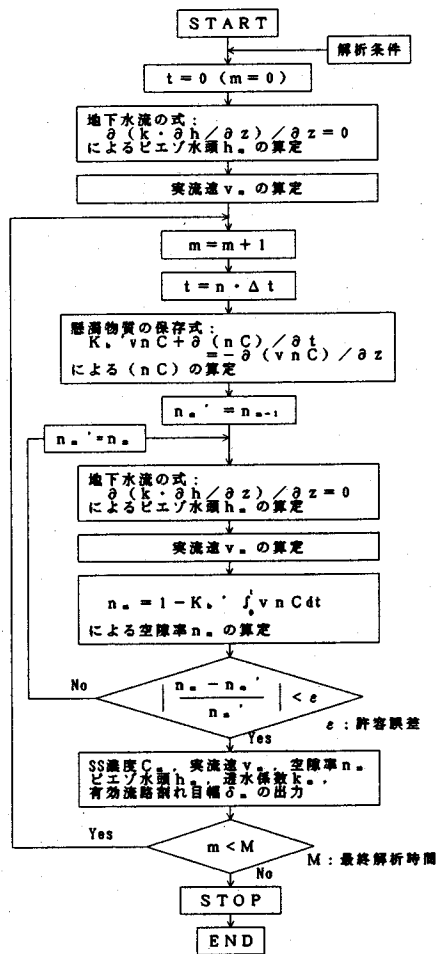 START
解析条件
t=0 (m=0)
地下水流の式:
∂(k・∂h/∂z)/∂z=0
によるピエゾ水頭hₘの算定
実流速vₘの算定
m=m+1
t=n・Δt
懸濁物質の保存式:
Kb'vnC+∂(nC)/∂t
=-∂(vnC)/∂z
による(nC)の算定
nₘ'=nₘ₋₁
nₘ'=nₘ
地下水流の式:
∂(k・∂h/∂z)/∂z=0
によるピエゾ水頭hₘの算定
実流速vₘの算定
nₘ=1-Kb' ∫₀ᵗ vnCdt
による空隙率nₘの算定
No
| (nₘ-nₘ')/nₘ' | <ε
ε;許容誤差
Yes
SS濃度Cₘ,実流速vₘ,空隙率nₘ
ピエゾ水頭hₘ,透水係数kₘ,
有効流路割れ目幅δₘの出力
Yes
m<M
M:最終解析時間
No
STOP
END